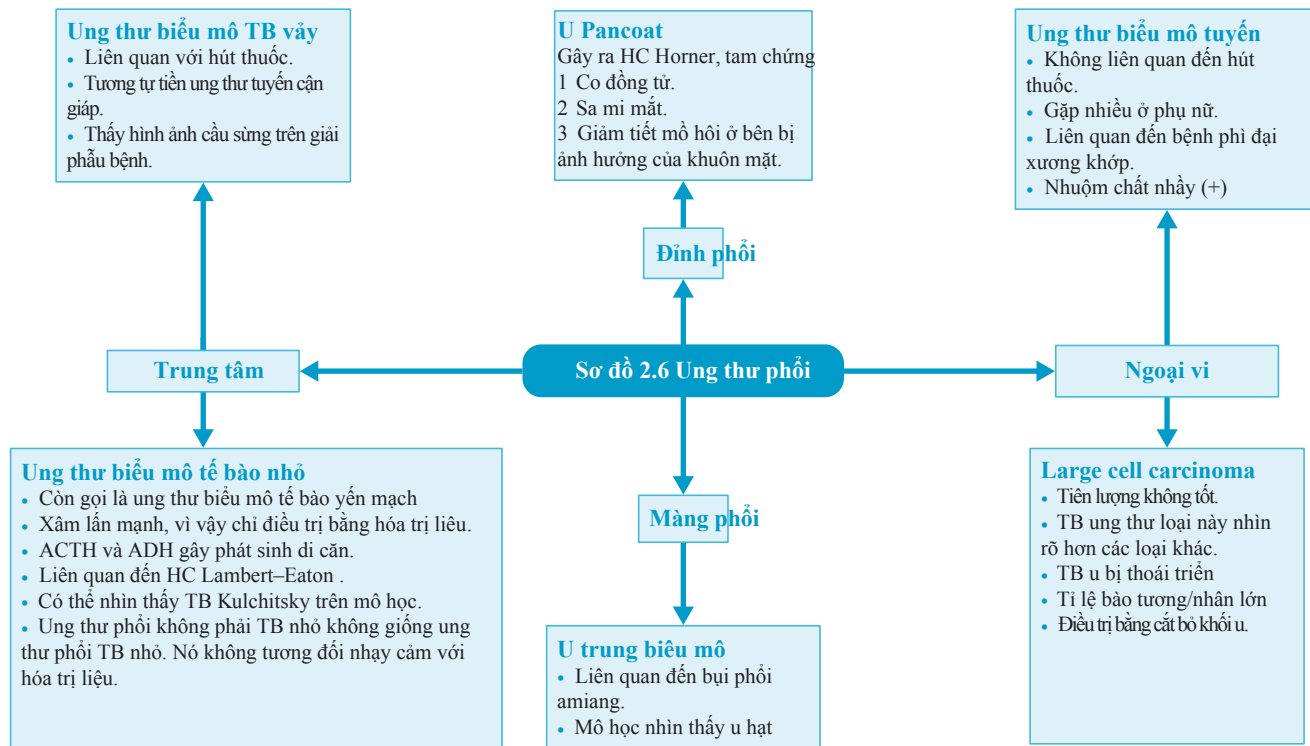 Ung thư biểu mô TB vảy
• Liên quan với hút thuốc.
• Tương tự tiền ung thư tuyến cận
giáp.
• Thấy hình ảnh cầu sừng trên giải
phẫu bệnh.
U Pancoat
Gây ra HC Horner, tam chứng
1 Co đồng tử.
2 Sa mi mắt.
3 Giảm tiết mồ hôi ở bên bị
ảnh hưởng của khuôn mặt.
Ung thư biểu mô tuyến
• Không liên quan đến hút
thuốc.
• Gặp nhiều ở phụ nữ.
• Liên quan đến bệnh phì đại
xương khớp.
• Nhuộm chất nhầy (+)
Đỉnh phổi
Trung tâm
Sơ đồ 2.6 Ung thư phổi
Ngoại vi
Ung thư biểu mô tế bào nhỏ
• Còn gọi là ung thư biểu mô tế bào yến mạch
• Xâm lấn mạnh, vì vậy chỉ điều trị bằng hóa trị liêu.
• ACTH và ADH gây phát sinh di căn.
• Liên quan đến HC Lambert–Eaton .
• Có thể nhìn thấy TB Kulchitsky trên mô học.
• Ung thư phổi không phải TB nhỏ không giống ung
thư phổi TB nhỏ. Nó không tương đối nhạy cảm với
hóa trị liệu.
Màng phổi
U trung biêu mô
• Liên quan đến bụi phổi
amiang.
• Mô học nhìn thấy u hạt
Large cell carcinoma
• Tiên lượng không tốt.
• TB ung thư loại này nhìn
rõ hơn các loại khác.
• TB u bị thoái triển
• Tỉ lệ bào tương/nhân lớn
• Điều trị bằng cắt bỏ khối u.